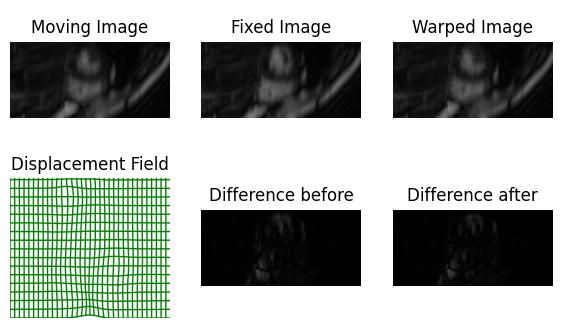 Moving Image
Fixed Image
Warped Image
Displacement Field
Difference before
Difference after